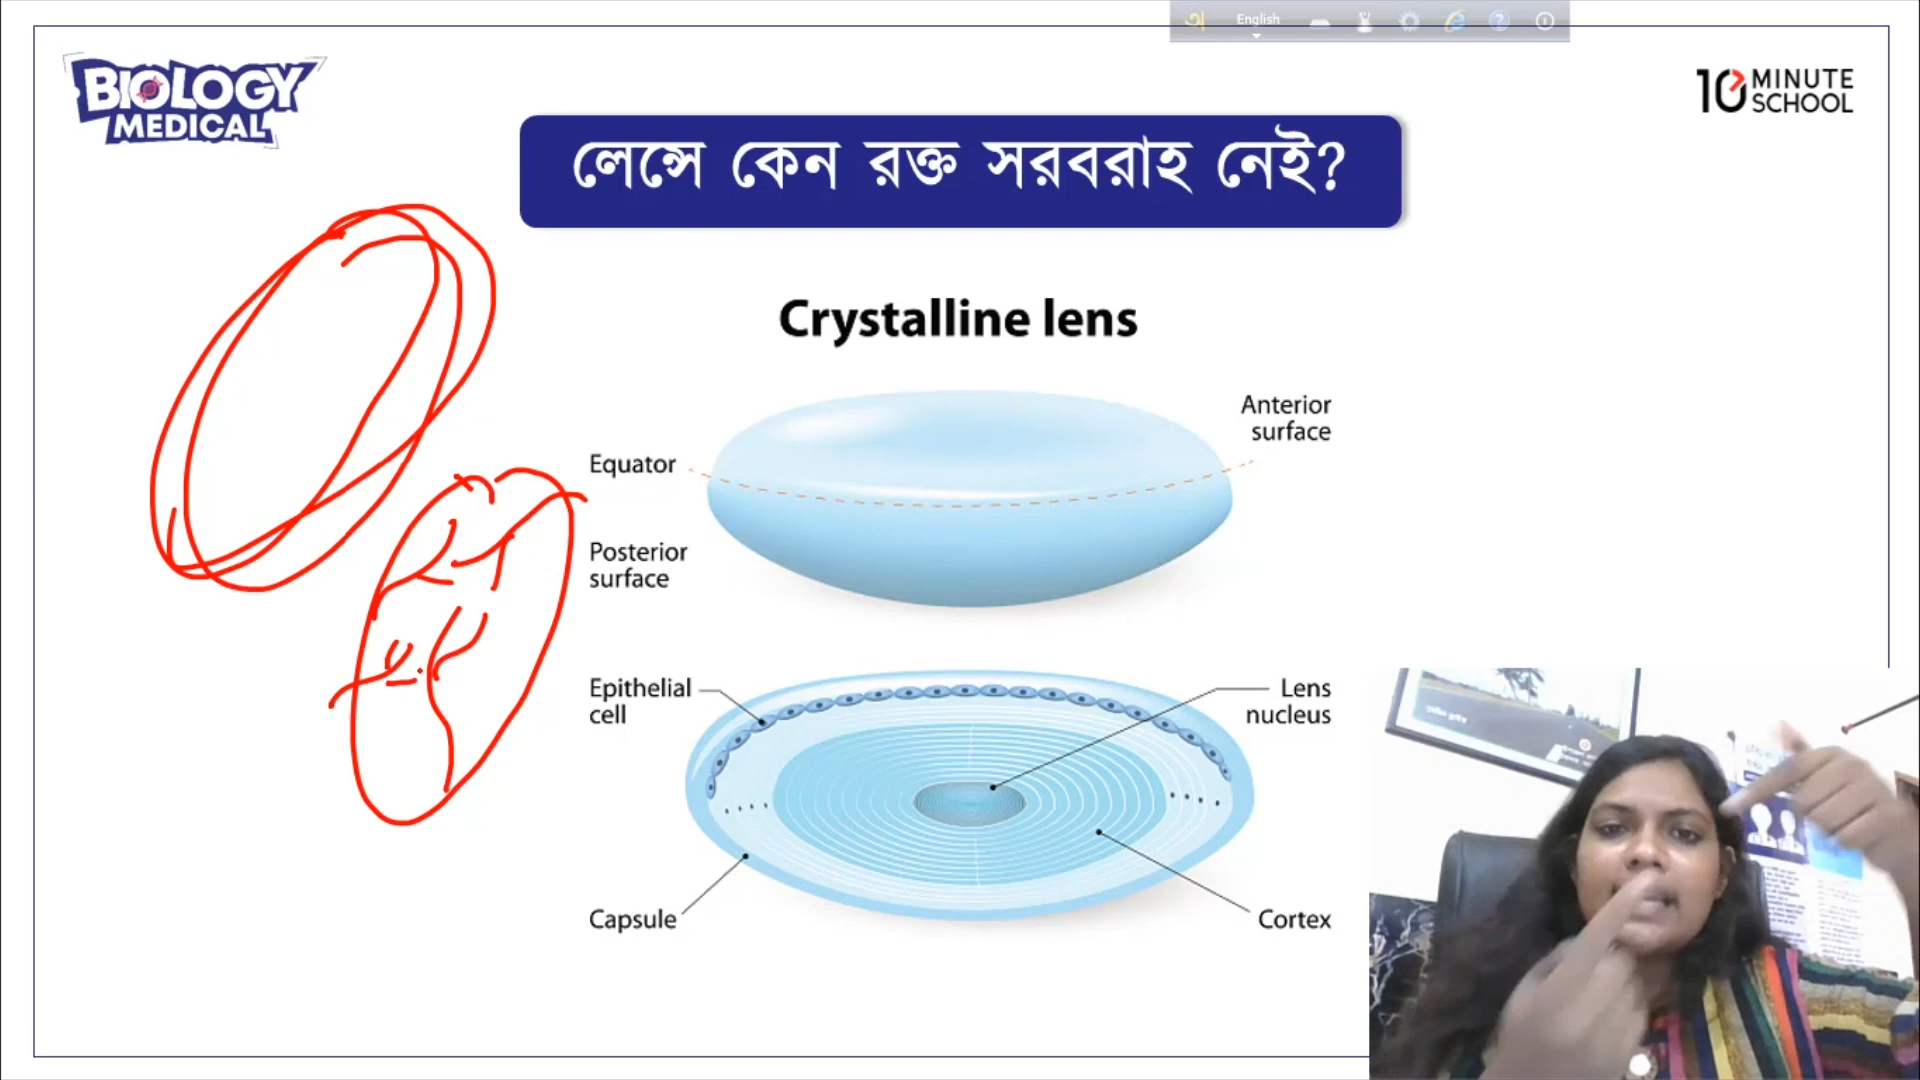 English
BIOLOGY
MEDICAL
10 MINUTE
SCHOOL
লেন্সে কেন রক্ত সরবরাহ নেই?
Crystalline lens
Anterior
surface
Equator
Posterior
surface
Epithelial
cell
Lens
nucleus
Capsule
Cortex